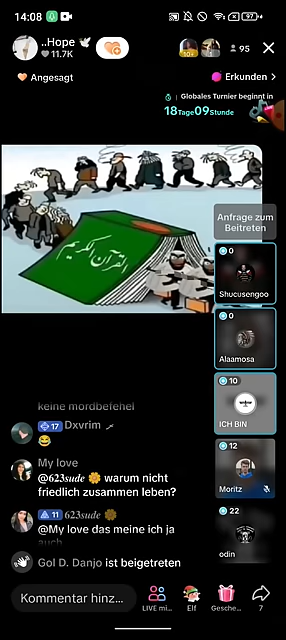 14:08
97
..Hope 🕊
11.7K
10+
95
Angesagt
Erkunden >
Globales Turnier beginnt in
18Tage09Stunde
القرآن الكريم
Anfrage zum
Beitreten
0
Shucusengoo
0
Alaamosa
10
ICH BIN
12
Moritz
22
odin
keine mordbefehel
17 Dxvrim
😂
My love
@623sude 🌼 warum nicht
friedlich zusammen leben?
11 623sude 🌼
@My love das meine ich ja
auch
Gol D. Danjo ist beigetreten
Kommentar hinz...
LIVE mi...
Elf
Gesche...
7